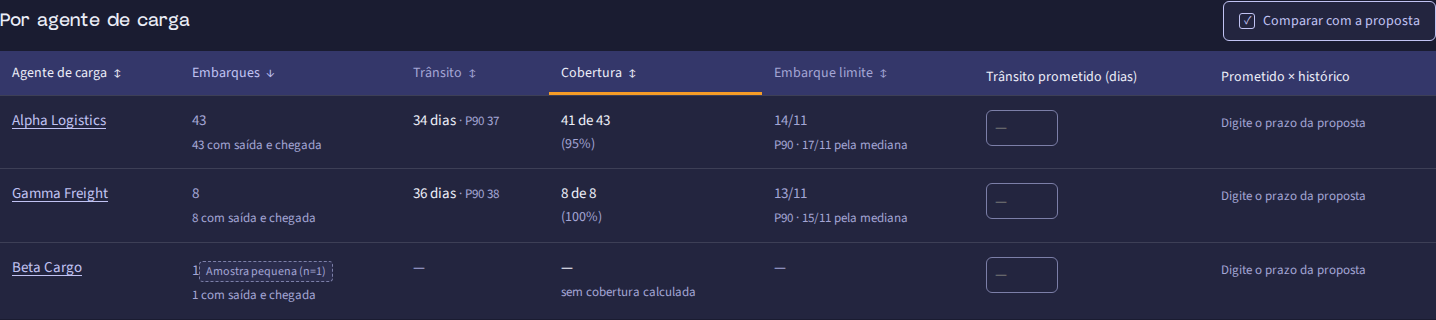 Por agente de carga
☑ Comparar com a proposta
Agente de carga ↕ Embarques ↓ Trânsito ↕ Cobertura ↕ Embarque limite ↕ Trânsito prometido (dias) Prometido × histórico
Alpha Logistics 43 34 dias · P90 37 41 de 43 14/11 — Digite o prazo da proposta
43 com saída e chegada (95%) P90 · 17/11 pela mediana
Gamma Freight 8 36 dias · P90 38 8 de 8 13/11 — Digite o prazo da proposta
8 com saída e chegada (100%) P90 · 15/11 pela mediana
Beta Cargo 1 Amostra pequena (n=1) — — — — Digite o prazo da proposta
1 com saída e chegada sem cobertura calculada